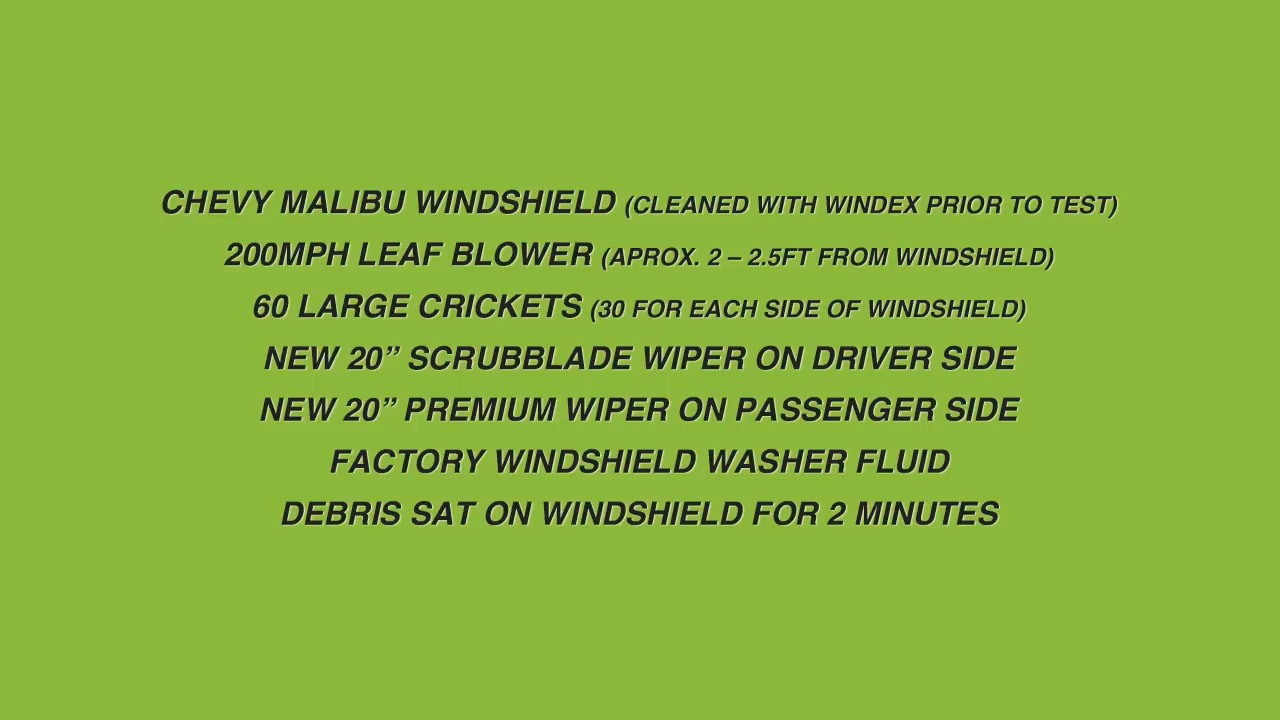 CHEVY MALIBU WINDSHIELD (CLEANED WITH WINDEX PRIOR TO TEST)
200MPH LEAF BLOWER (APROX. 2 – 2.5FT FROM WINDSHIELD)
60 LARGE CRICKETS (30 FOR EACH SIDE OF WINDSHIELD)
NEW 20” SCRUBBLADE WIPER ON DRIVER SIDE
NEW 20” PREMIUM WIPER ON PASSENGER SIDE
FACTORY WINDSHIELD WASHER FLUID
DEBRIS SAT ON WINDSHIELD FOR 2 MINUTES